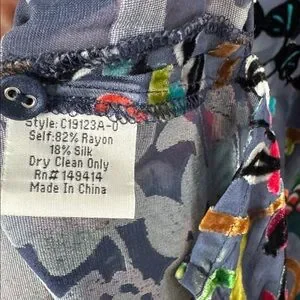 Style: C19123A-0
Self:82% Rayon
18% Silk
Dry Clean Only
Rn# 149414
Made In China